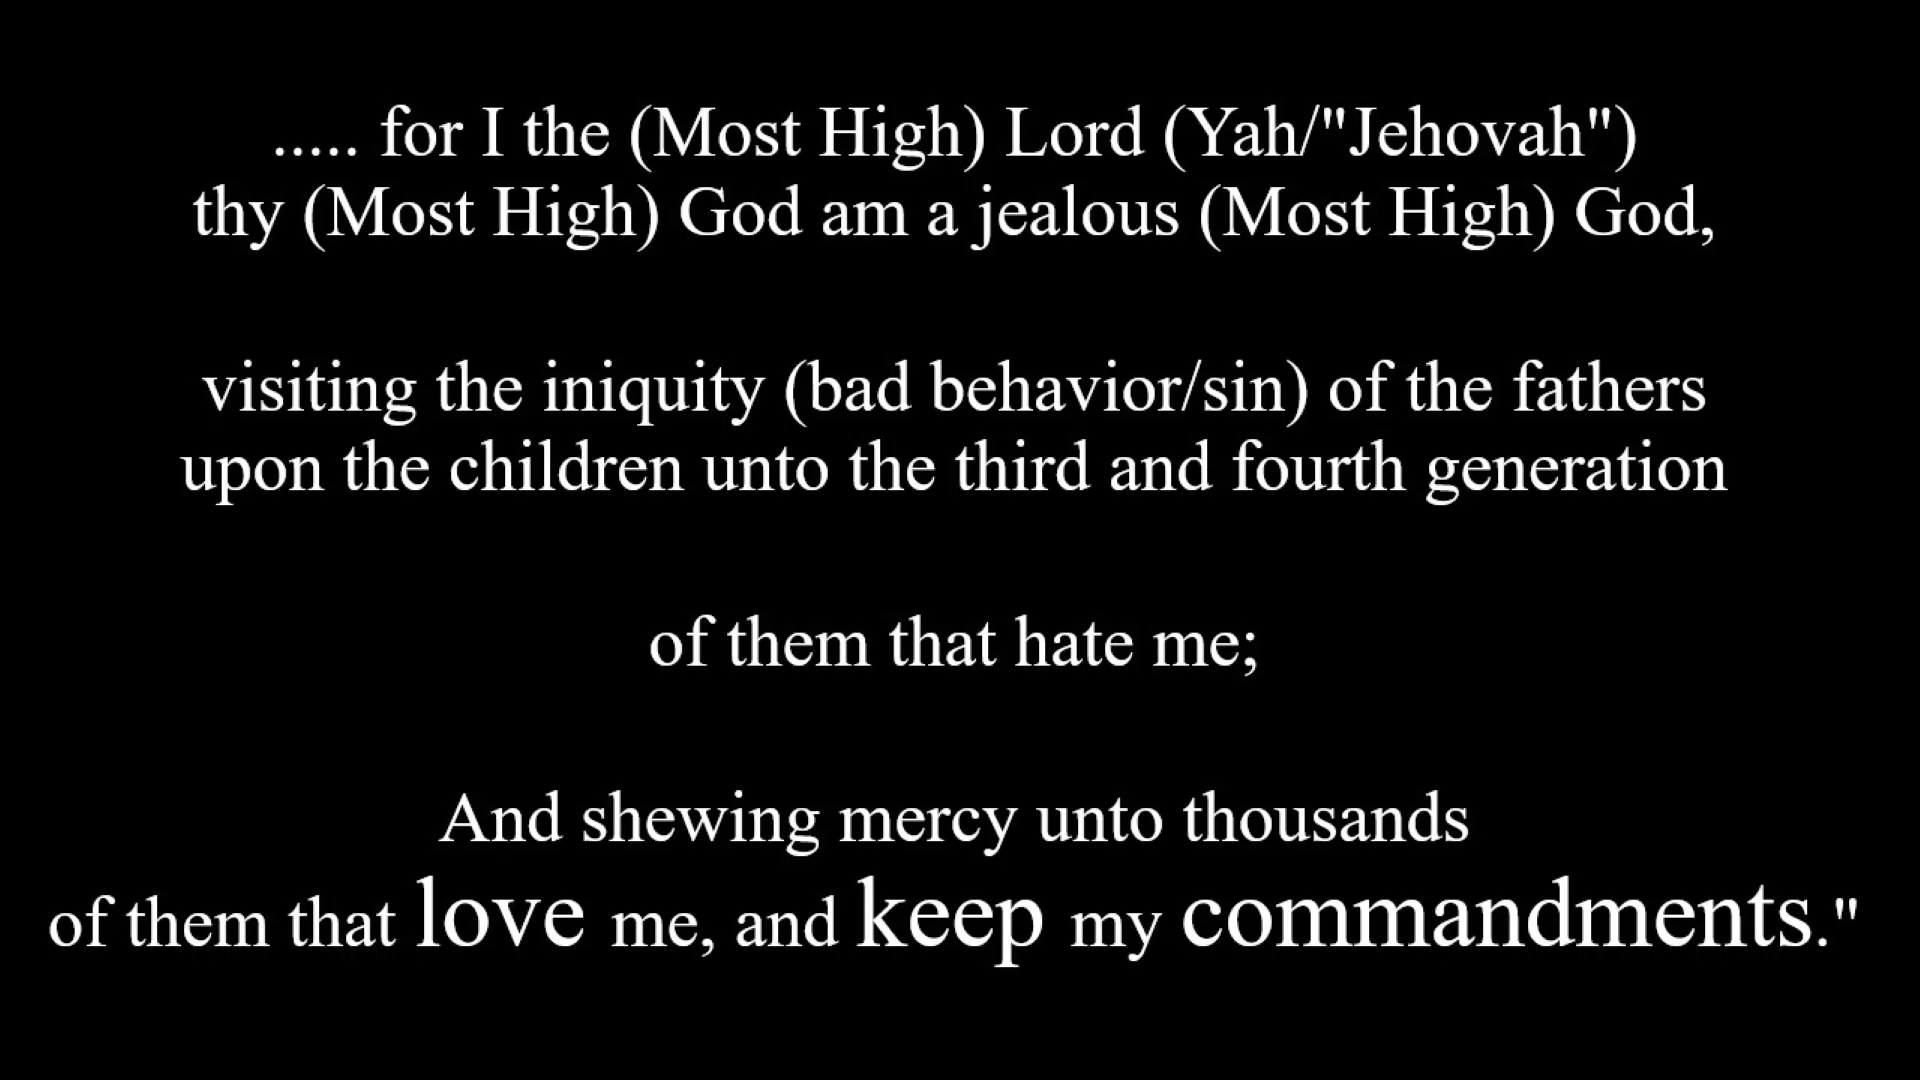 ..... for I the (Most High) Lord (Yah/"Jehovah")
thy (Most High) God am a jealous (Most High) God,
visiting the iniquity (bad behavior/sin) of the fathers
upon the children unto the third and fourth generation
of them that hate me;
And shewing mercy unto thousands
of them that love me, and keep my commandments."